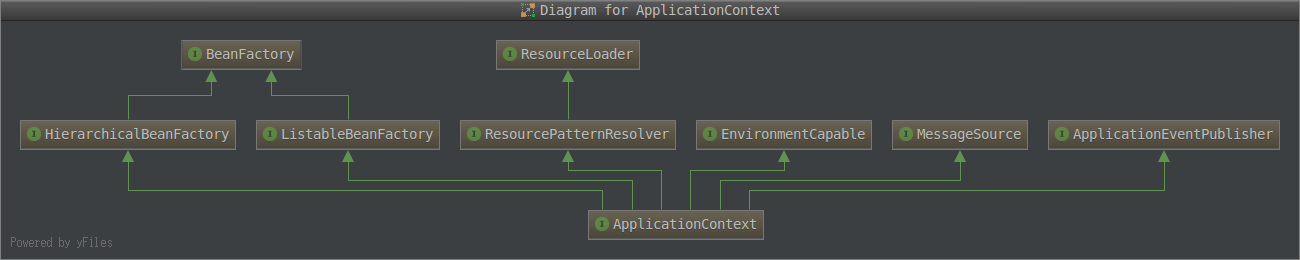 Diagram for ApplicationContext
BeanFactory
ResourceLoader
HierarchicalBeanFactory
ListableBeanFactory
ResourcePatternResolver
EnvironmentCapable
MessageSource
ApplicationEventPublisher
ApplicationContext
Powered by yFiles